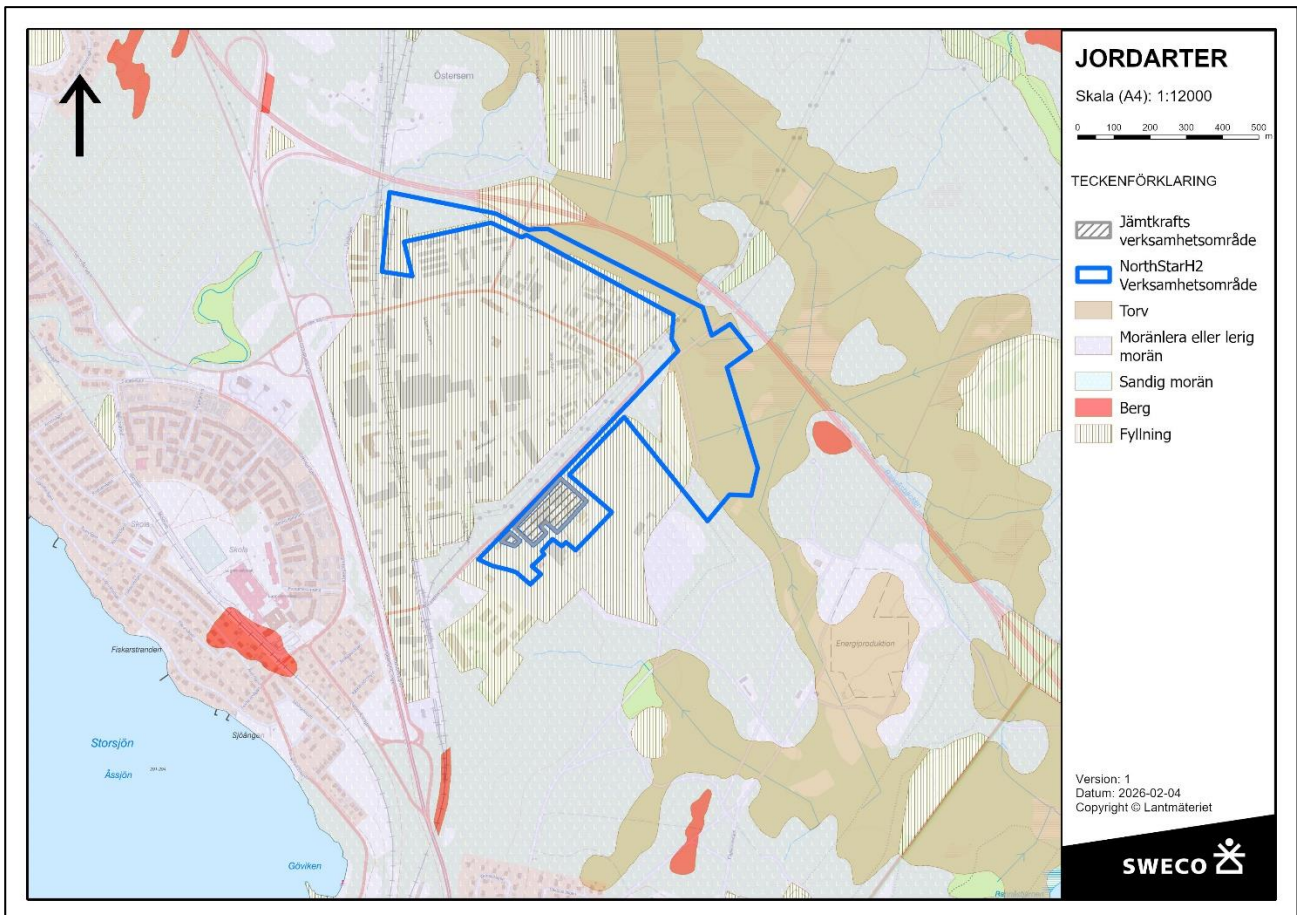 JORDARTER
Skala (A4): 1:12000
0 100 200 300 400 500
m
TECKENFÖRKLARING
Jämtkrafts
verksamhetsområde
NorthStarH2
Verksamhetsområde
Torv
Moränlera eller lerig
morän
Sandig morän
Berg
Fyllning
Version: 1
Datum: 2026-02-04
Copyright © Lantmäteriet
SWECO
Östersem
Skola
Skola
Fiskarstranden
Sjöängen
Storsjön
Åssjön
Göviken
Energiproduktion